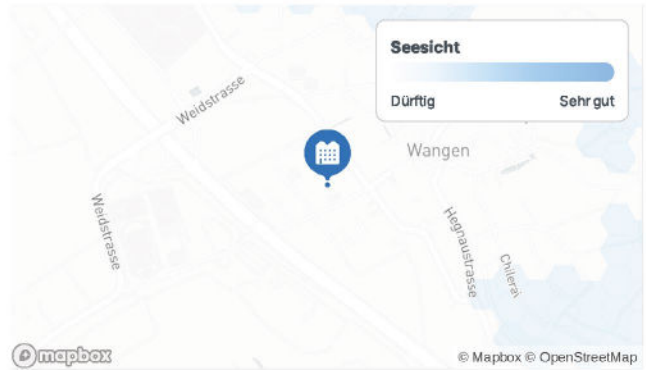 Seesicht
Dürftig Sehr gut
Weidstrasse
Wangen
Weidstrasse
Hegnaustrasse
Chilerai
mapbox
© Mapbox © OpenStreetMap